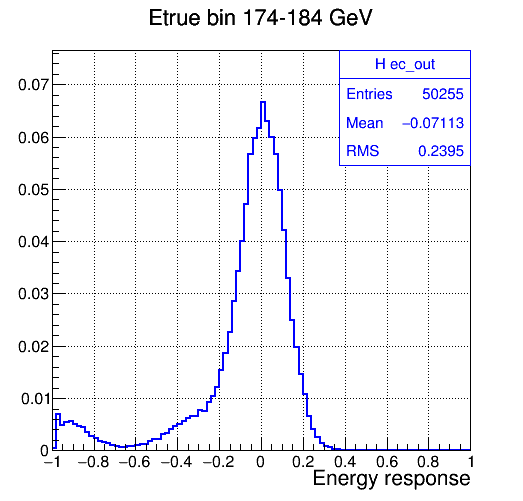 Etrue bin 174-184 GeV
H ec_out
Entries 50255
Mean −0.07113
RMS 0.2395
0.07
0.06
0.05
0.04
0.03
0.02
0.01
0
−1 −0.8 −0.6 −0.4 −0.2 0 0.2 0.4 0.6 0.8 1
Energy response